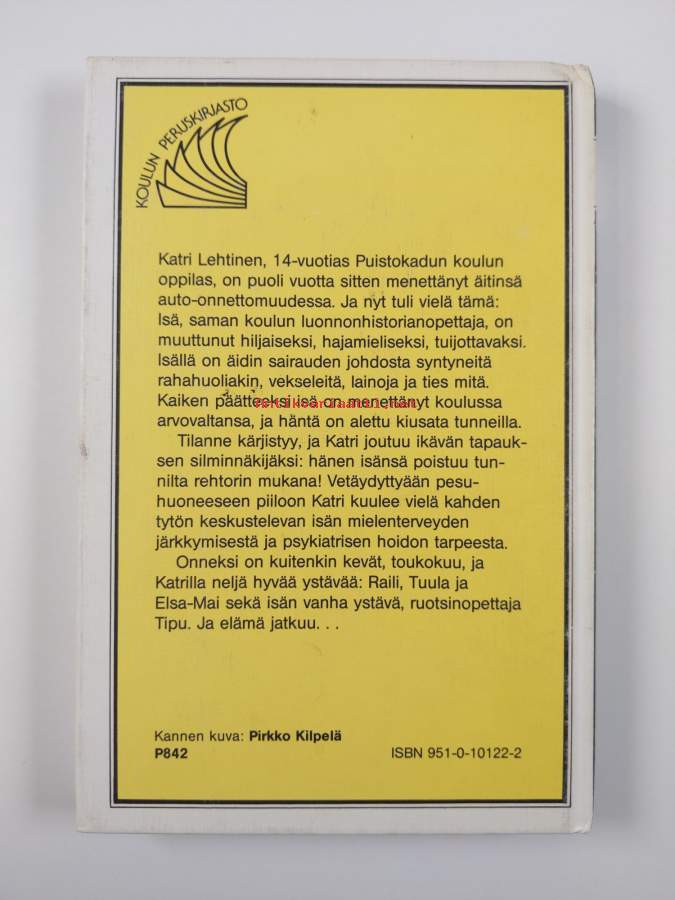 KOULUN PERUSKIRJASTO
Katri Lehtinen, 14-vuotias Puistokadun koulun
oppilas, on puoli vuotta sitten menettänyt äitinsä
auto-onnettomuudessa. Ja nyt tuli vielä tämä:
Isä, saman koulun luonnonhistorianopettaja, on
muuttunut hiljaiseksi, hajamieliseksi, tuijottavaksi.
Isällä on äidin sairauden johdosta syntyneitä
rahahuoliakin, vekseleitä, lainoja ja ties mitä.
Kaiken päätteeksi isä on menettänyt koulussa
arvovaltansa, ja häntä on alettu kiusata tunneilla.
Tilanne kärjistyy, ja Katri joutuu ikävän tapauk-
sen silminnäkijäksi: hänen isänsä poistuu tun-
nilta rehtorin mukana! Vetäydyttyään pesu-
huoneeseen piiloon Katri kuulee vielä kahden
tytön keskustelevan isän mielenterveyden
järkkymisestä ja psykiatrisen hoidon tarpeesta.
Onneksi on kuitenkin kevät, toukokuu, ja
Katrilla neljä hyvää ystävää: Raili, Tuula ja
Elsa-Mai sekä isän vanha ystävä, ruotsinopettaja
Tipu. Ja elämä jatkuu. . .
Kannen kuva: Pirkko Kilpelä
P842 ISBN 951-0-10122-2